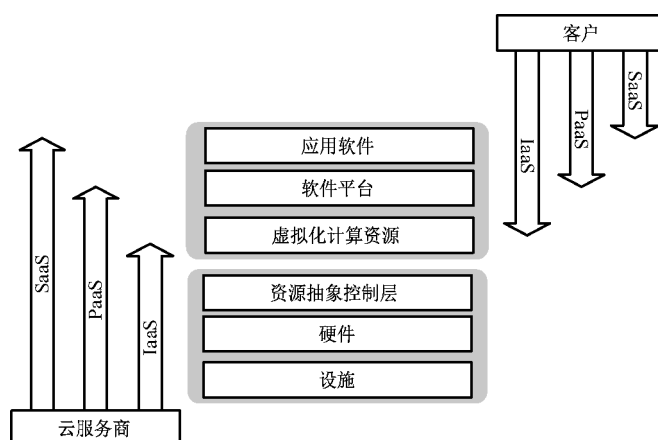 客户
SaaS
PaaS
IaaS
应用软件
软件平台
虚拟化计算资源
资源抽象控制层
硬件
设施
SaaS
PaaS
IaaS
云服务商